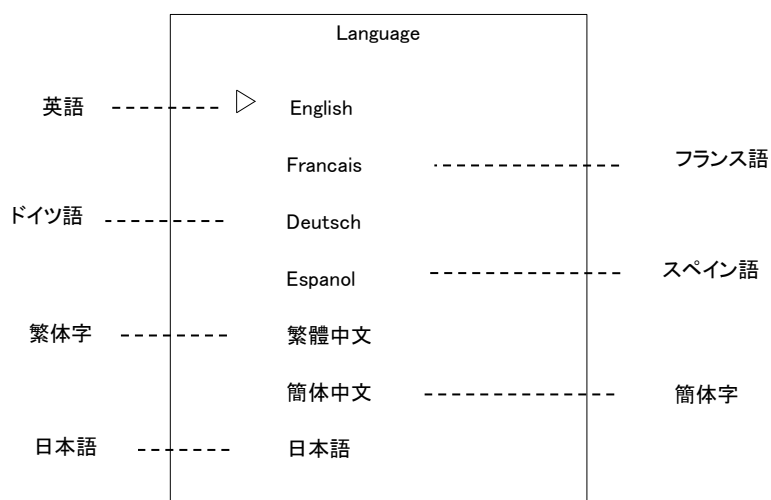 Language
英語
English
Francais
フランス語
ドイツ語
Deutsch
Espanol
スペイン語
繁体字
繁體中文
簡体中文
簡体字
日本語
日本語